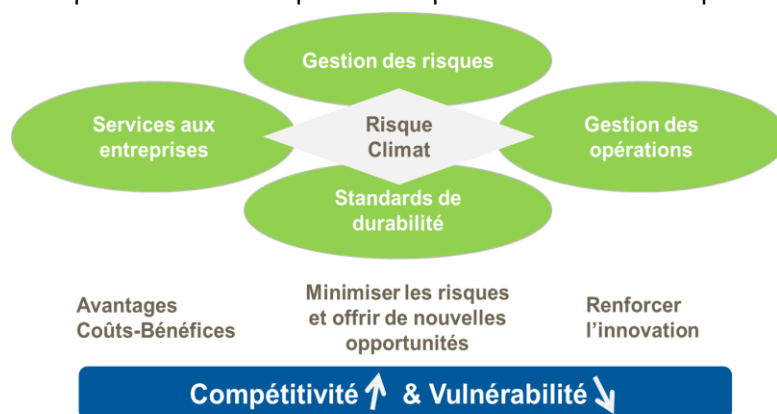 Gestion des risques
Services aux
entreprises
Risque
Climat
Gestion des
opérations
Standards de
durabilité
Avantages
Coûts-Bénéfices
Minimiser les risques
et offrir de nouvelles
opportunités
Renforcer
l'innovation
Compétitivité ↑ & Vulnérabilité ↓